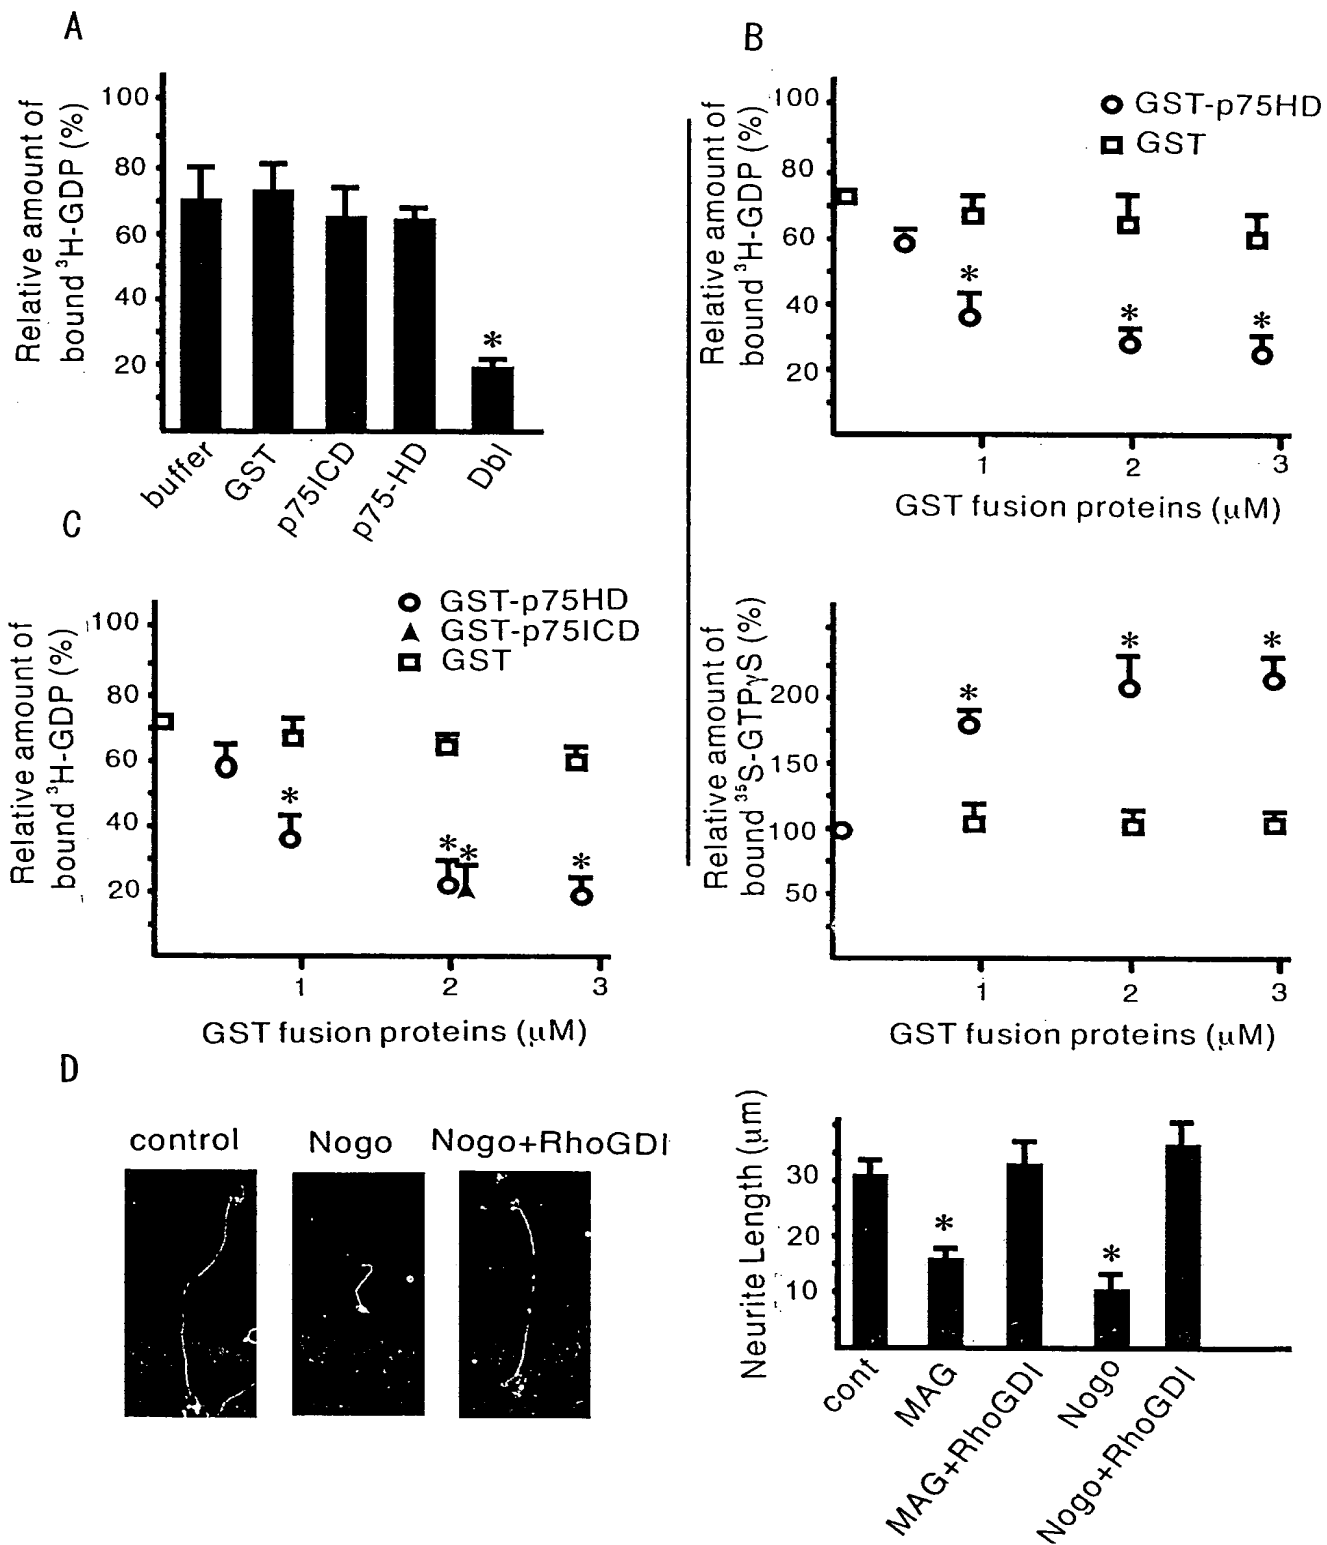 A
Relative amount of
bound ³H-GDP (%)
100
80
60
40
20
*
buffer
GST
p75ICD
p75-HD
Dbl
B
Relative amount of
bound ³H-GDP (%)
100
80
60
40
20
GST-p75HD
GST
* * *
1 2 3
GST fusion proteins (μM)
Relative amount of
bound ³⁵S-GTPγS (%)
200
150
100
50
* * *
1 2 3
GST fusion proteins (μM)
C
Relative amount of
bound ³H-GDP (%)
100
80
60
40
20
GST-p75HD
GST-p75ICD
GST
* * * *
1 2 3
GST fusion proteins (μM)
D
control
Nogo
Nogo+RhoGDI
Neurite Length (μm)
30
20
10
* *
cont
MAG
MAG+RhoGDI
Nogo
Nogo+RhoGDI